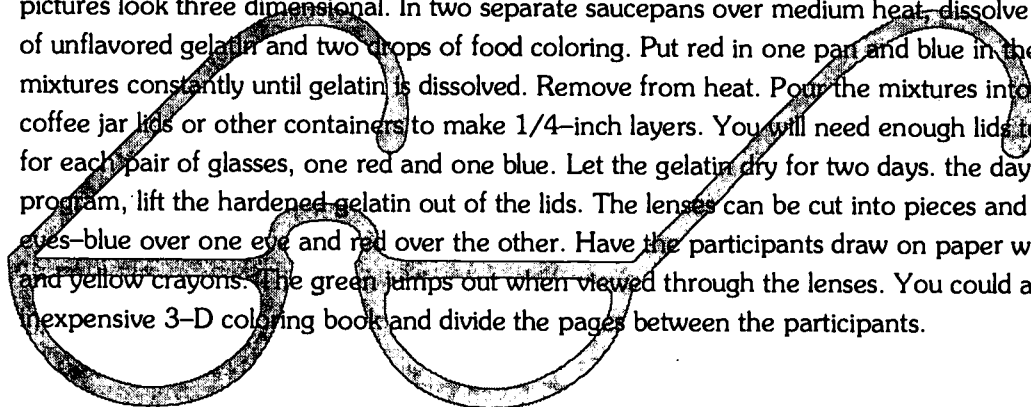 pictures look three dimensional. In two separate saucepans over medium heat, dissolve
of unflavored gelatin and two drops of food coloring. Put red in one pan and blue in the
mixtures constantly until gelatin is dissolved. Remove from heat. Pour the mixtures into
coffee jar lids or other containers to make 1/4–inch layers. You will need enough lids
for each pair of glasses, one red and one blue. Let the gelatin dry for two days. the day
program, lift the hardened gelatin out of the lids. The lenses can be cut into pieces and
eyes–blue over one eye and red over the other. Have the participants draw on paper w
and yellow crayons. The green jumps out when viewed through the lenses. You could a
inexpensive 3–D coloring book and divide the pages between the participants.